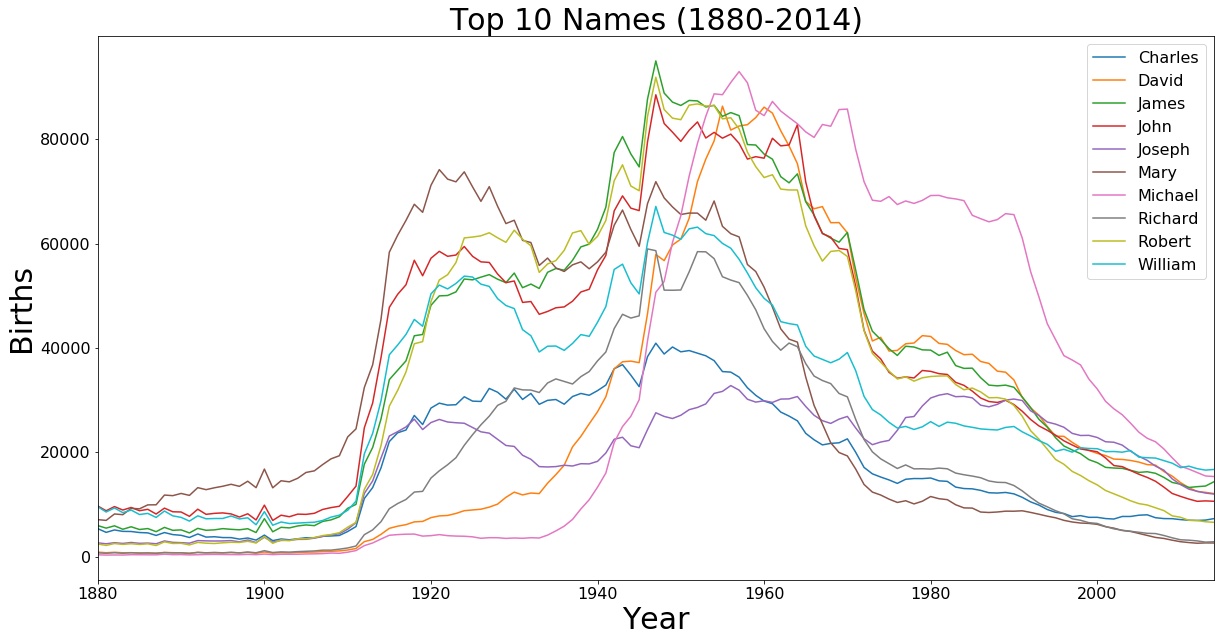 Top 10 Names (1880-2014)
Charles
David
James
John
Joseph
Mary
Michael
Richard
Robert
William
Births
80000
60000
40000
20000
0
1880 1900 1920 1940 1960 1980 2000
Year